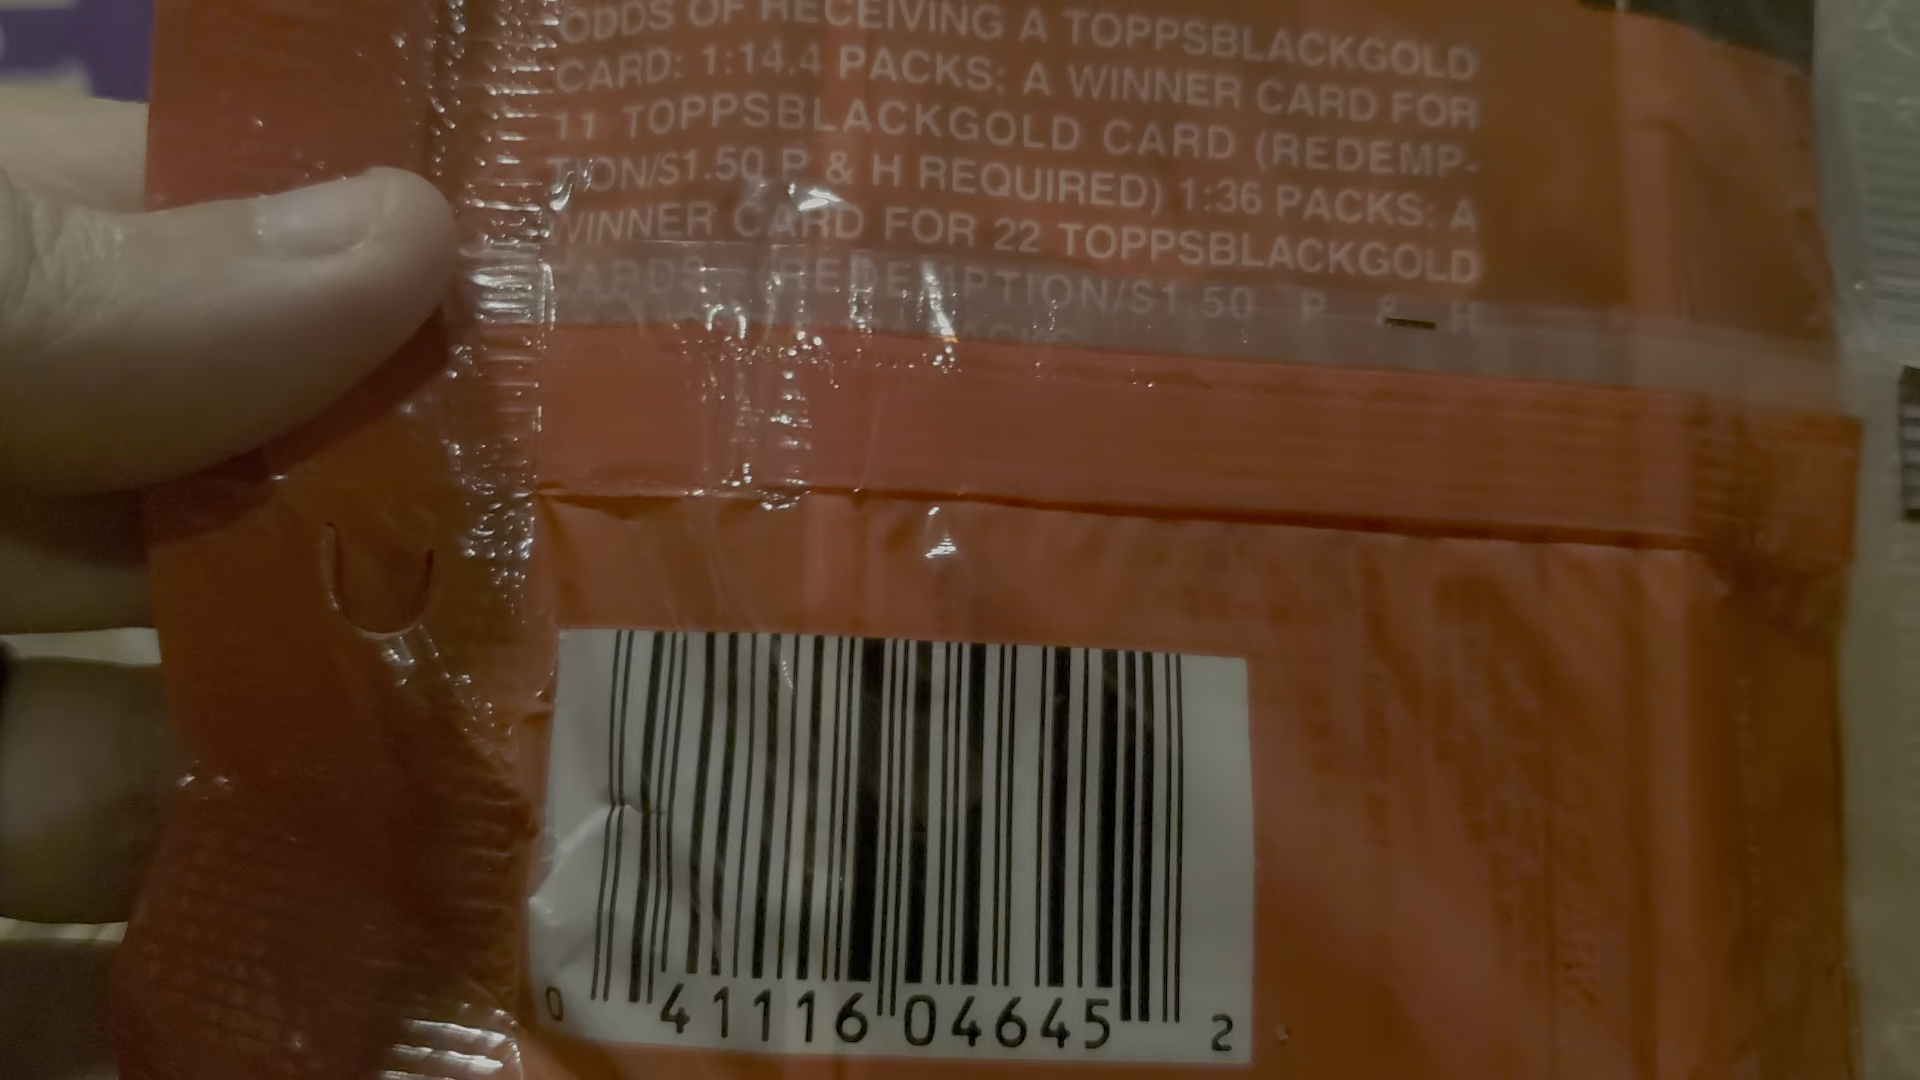 ODDS OF RECEIVING A TOPPSBLACKGOLD
CARD: 1:14.4 PACKS: A WINNER CARD FOR
11 TOPPSBLACKGOLD CARD (REDEMP-
TION/$1.50 P & H REQUIRED) 1:36 PACKS: A
WINNER CARD FOR 22 TOPPSBLACKGOLD
CARDS (REDEMPTION/$1.50 P & H
0 41116 04645 2